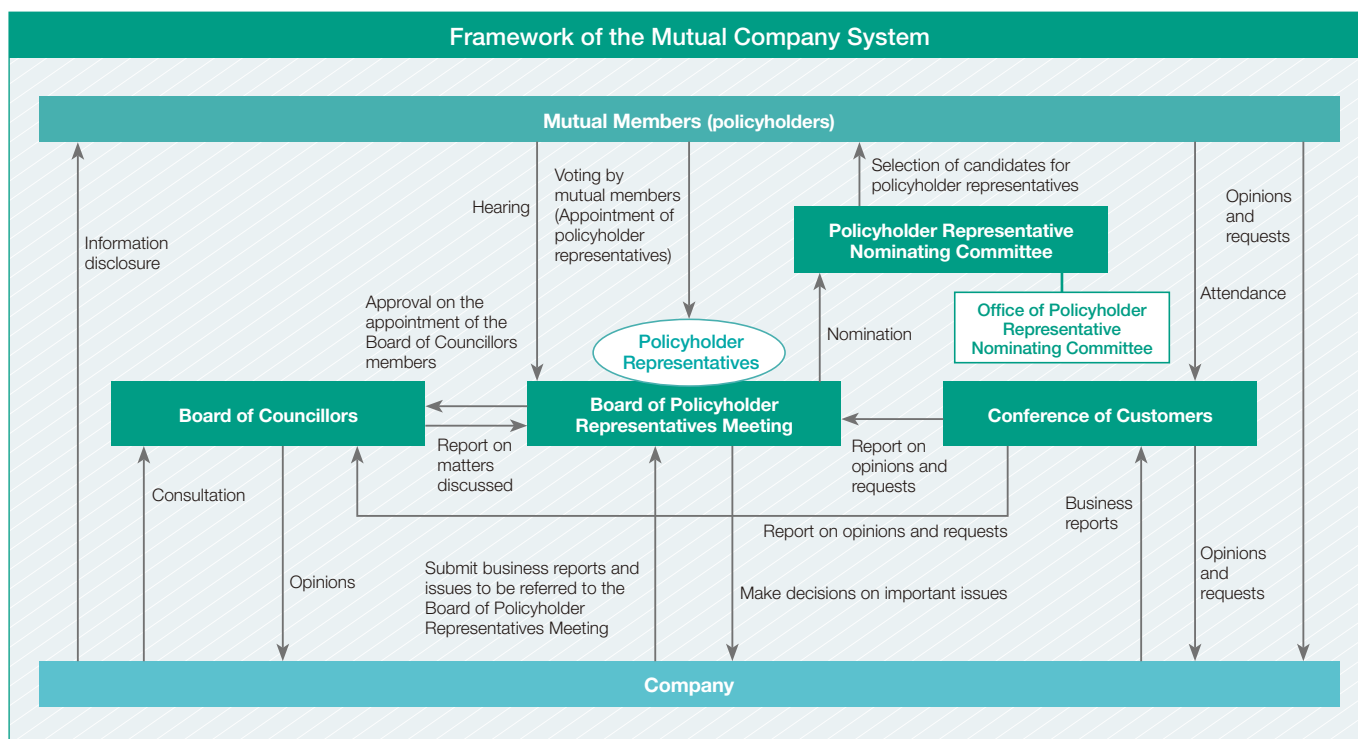 Framework of the Mutual Company System
Mutual Members (policyholders)
Information
disclosure
Hearing
Voting by
mutual members
(Appointment of
policyholder
representatives)
Selection of candidates for
policyholder representatives
Policyholder Representative
Nominating Committee
Office of Policyholder
Representative
Nominating Committee
Attendance
Opinions
and
requests
Approval on the
appointment of the
Board of Councillors
members
Policyholder
Representatives
Nomination
Board of Councillors
Board of Policyholder
Representatives Meeting
Conference of Customers
Report on
matters
discussed
Report on
opinions and
requests
Consultation
Report on opinions and requests
Business
reports
Opinions
Submit business reports and
issues to be referred to the
Board of Policyholder
Representatives Meeting
Make decisions on important issues
Opinions
and
requests
Company